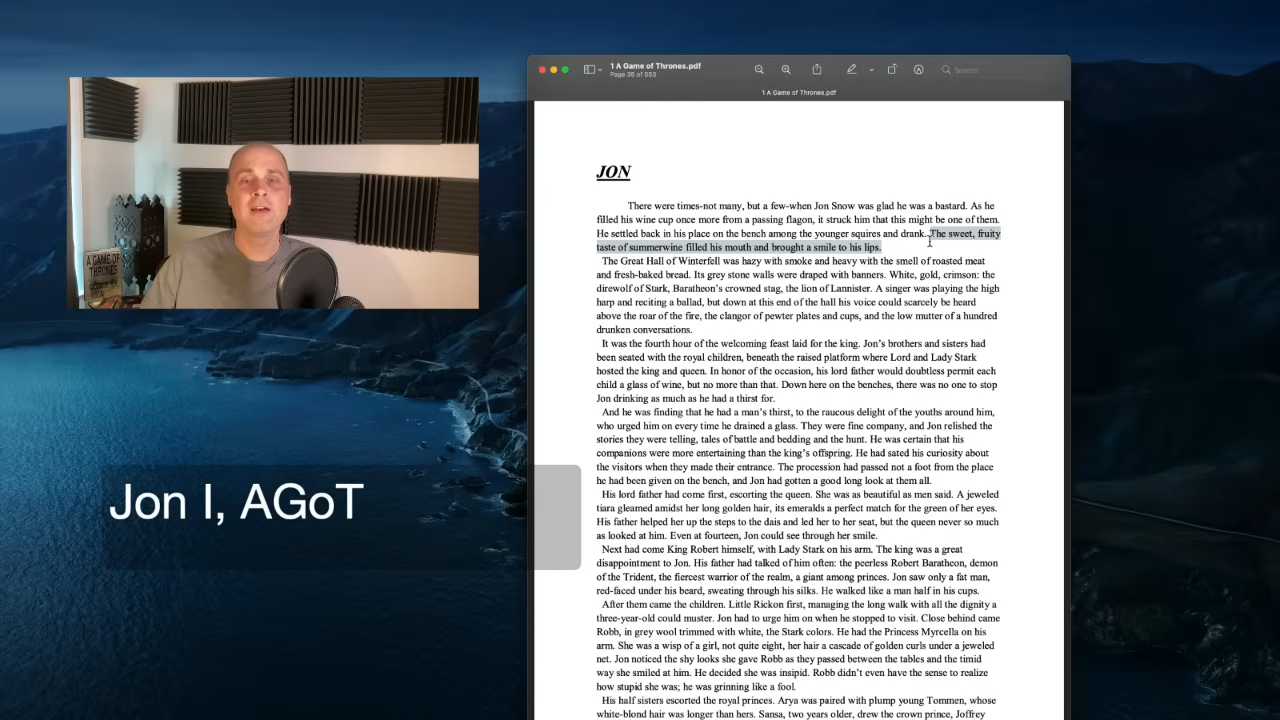 1 A Game of Thrones.pdf
Page 35 of 553
Search
1 A Game of Thrones.pdf
A GAME OF
THRONES
JON
There were times-not many, but a few-when Jon Snow was glad he was a bastard. As he
filled his wine cup once more from a passing flagon, it struck him that this might be one of them.
He settled back in his place on the bench among the younger squires and drank. The sweet, fruity
taste of summerwine filled his mouth and brought a smile to his lips.
The Great Hall of Winterfell was hazy with smoke and heavy with the smell of roasted meat
and fresh-baked bread. Its grey stone walls were draped with banners. White, gold, crimson: the
direwolf of Stark, Baratheon's crowned stag, the lion of Lannister. A singer was playing the high
harp and reciting a ballad, but down at this end of the hall his voice could scarcely be heard
above the roar of the fire, the clangor of pewter plates and cups, and the low mutter of a hundred
drunken conversations.
It was the fourth hour of the welcoming feast laid for the king. Jon's brothers and sisters had
been seated with the royal children, beneath the raised platform where Lord and Lady Stark
hosted the king and queen. In honor of the occasion, his lord father would doubtless permit each
child a glass of wine, but no more than that. Down here on the benches, there was no one to stop
Jon drinking as much as he had a thirst for.
And he was finding that he had a man's thirst, to the raucous delight of the youths around him,
who urged him on every time he drained a glass. They were fine company, and Jon relished the
stories they were telling, tales of battle and bedding and the hunt. He was certain that his
companions were more entertaining than the king's offspring. He had sated his curiosity about
the visitors when they made their entrance. The procession had passed not a foot from the place
he had been given on the bench, and Jon had gotten a good long look at them all.
His lord father had come first, escorting the queen. She was as beautiful as men said. A jeweled
tiara gleamed amidst her long golden hair, its emeralds a perfect match for the green of her eyes.
His father helped her up the steps to the dais and led her to her seat, but the queen never so much
as looked at him. Even at fourteen, Jon could see through her smile.
Next had come King Robert himself, with Lady Stark on his arm. The king was a great
disappointment to Jon. His father had talked of him often: the peerless Robert Baratheon, demon
of the Trident, the fiercest warrior of the realm, a giant among princes. Jon saw only a fat man,
red-faced under his beard, sweating through his silks. He walked like a man half in his cups.
After them came the children. Little Rickon first, managing the long walk with all the dignity a
three-year-old could muster. Jon had to urge him on when he stopped to visit. Close behind came
Robb, in grey wool trimmed with white, the Stark colors. He had the Princess Myrcella on his
arm. She was a wisp of a girl, not quite eight, her hair a cascade of golden curls under a jeweled
net. Jon noticed the shy looks she gave Robb as they passed between the tables and the timid
way she smiled at him. He decided she was insipid. Robb didn't even have the sense to realize
how stupid she was; he was grinning like a fool.
His half sisters escorted the royal princes. Arya was paired with plump young Tommen, whose
white-blond hair was longer than hers. Sansa, two years older, drew the crown prince, Joffrey
Jon I, AGoT